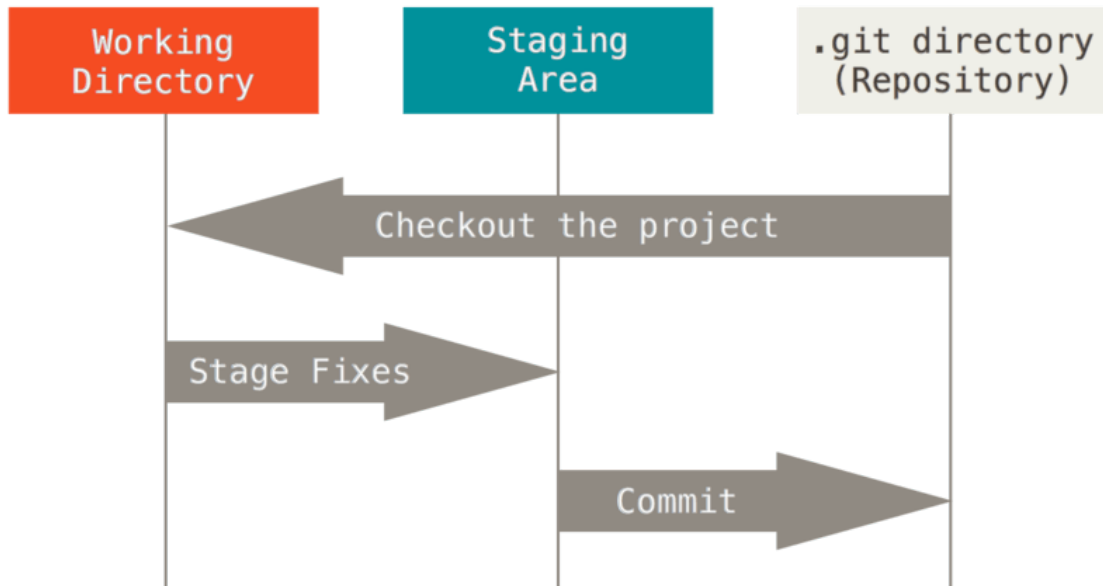 Working
Directory
Staging
Area
.git directory
(Repository)
Checkout the project
Stage Fixes
Commit